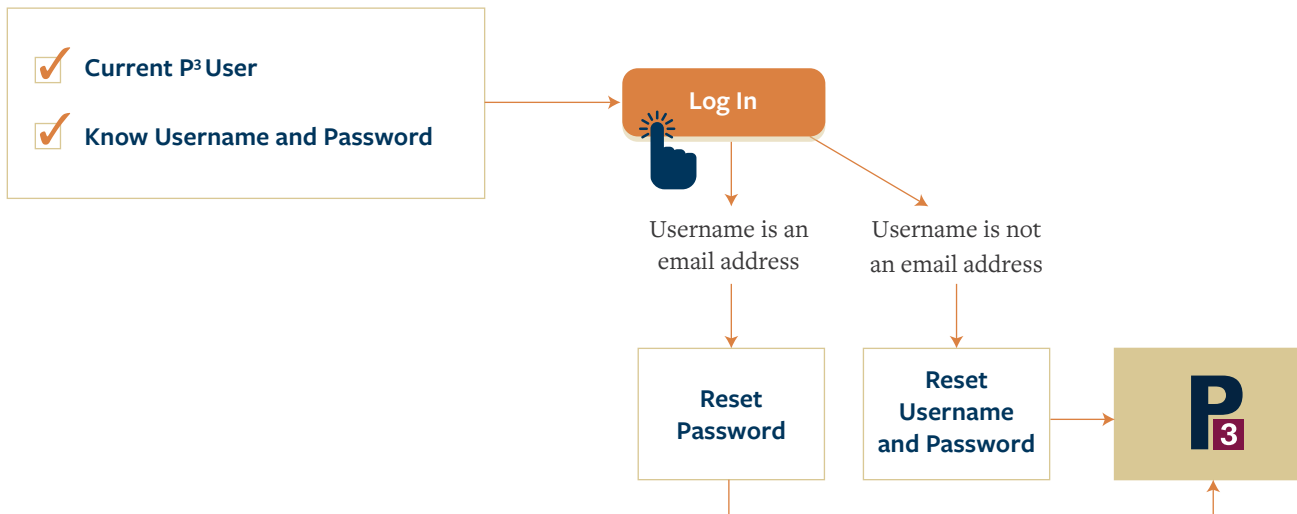 Current P³ User
Know Username and Password
Log In
Username is an
email address
Username is not
an email address
Reset
Password
Reset
Username
and Password
P3